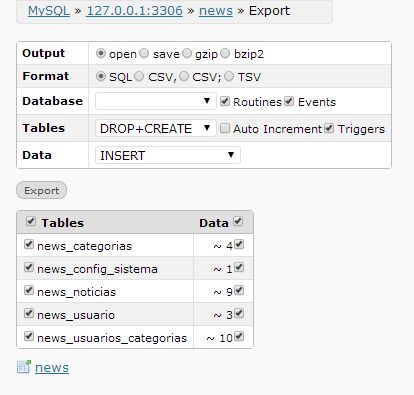 MySQL » 127.0.0.1:3306 » news » Export
Output open save gzip bzip2
Format SQL CSV, CSV; TSV
Database Routines Events
Tables DROP+CREATE Auto Increment Triggers
Data INSERT
Export
Tables Data
news_categorias ~ 4
news_config_sistema ~ 1
news_noticias ~ 9
news_usuario ~ 3
news_usuarios_categorias ~ 10
news